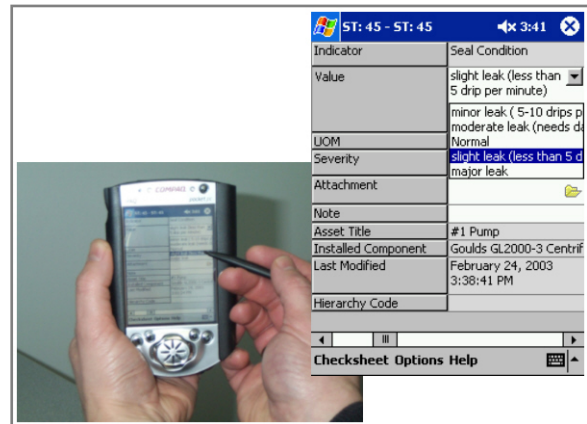 ST: 45 - ST: 45 3:41
Indicator Seal Condition
Value slight leak (less than
5 drip per minute)
minor leak ( 5-10 drips p
moderate leak (needs da
Normal
UOM
Severity slight leak (less than 5 d
major leak
Attachment
Note
Asset Title #1 Pump
Installed Component Goulds GL2000-3 Centrif
Last Modified February 24, 2003
3:38:41 PM
Hierarchy Code
Checksheet Options Help
COMPAQ